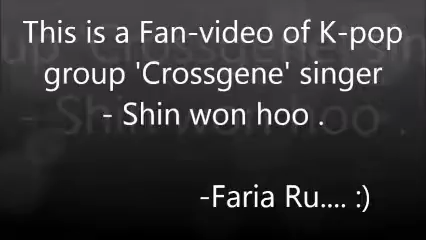 This is a Fan-video of K-pop
group 'Crossgene' singer
- Shin won hoo .
-Faria Ru.... :)